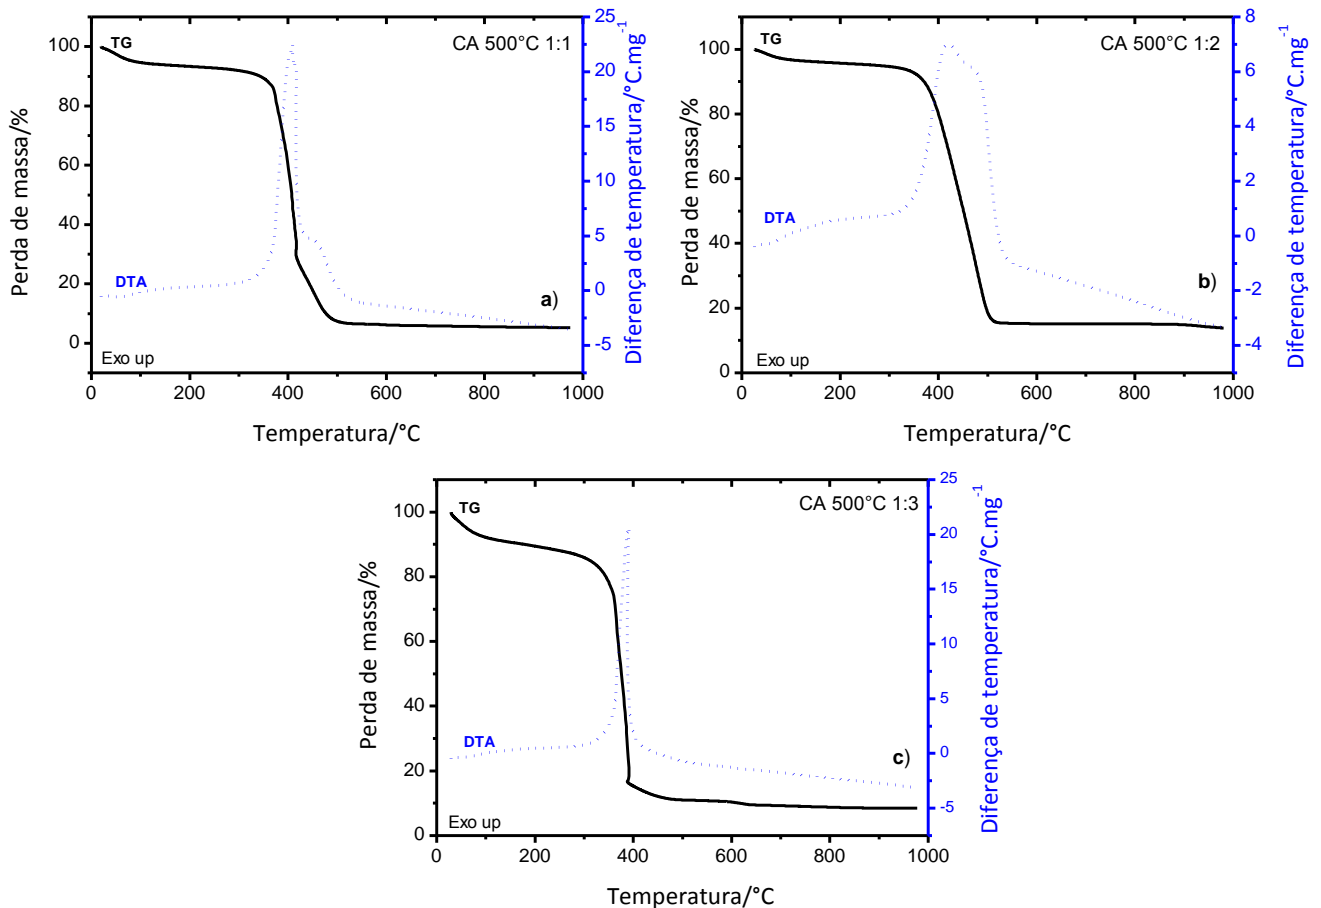 TG
CA 500°C 1:1
DTA
a)
Exo up
100
80
60
40
20
0
25
20
15
10
5
0
-5
0 200 400 600 800 1000
Perda de massa/%
Diferença de temperatura/°C.mg-1
Temperatura/°C
TG
CA 500°C 1:2
DTA
b)
Exo up
100
80
60
40
20
0
8
6
4
2
0
-2
-4
0 200 400 600 800 1000
Perda de massa/%
Diferença de temperatura/°C.mg-1
Temperatura/°C
TG
CA 500°C 1:3
DTA
c)
Exo up
100
80
60
40
20
0
25
20
15
10
5
0
-5
0 200 400 600 800 1000
Perda de massa/%
Diferença de temperatura/°C.mg-1
Temperatura/°C